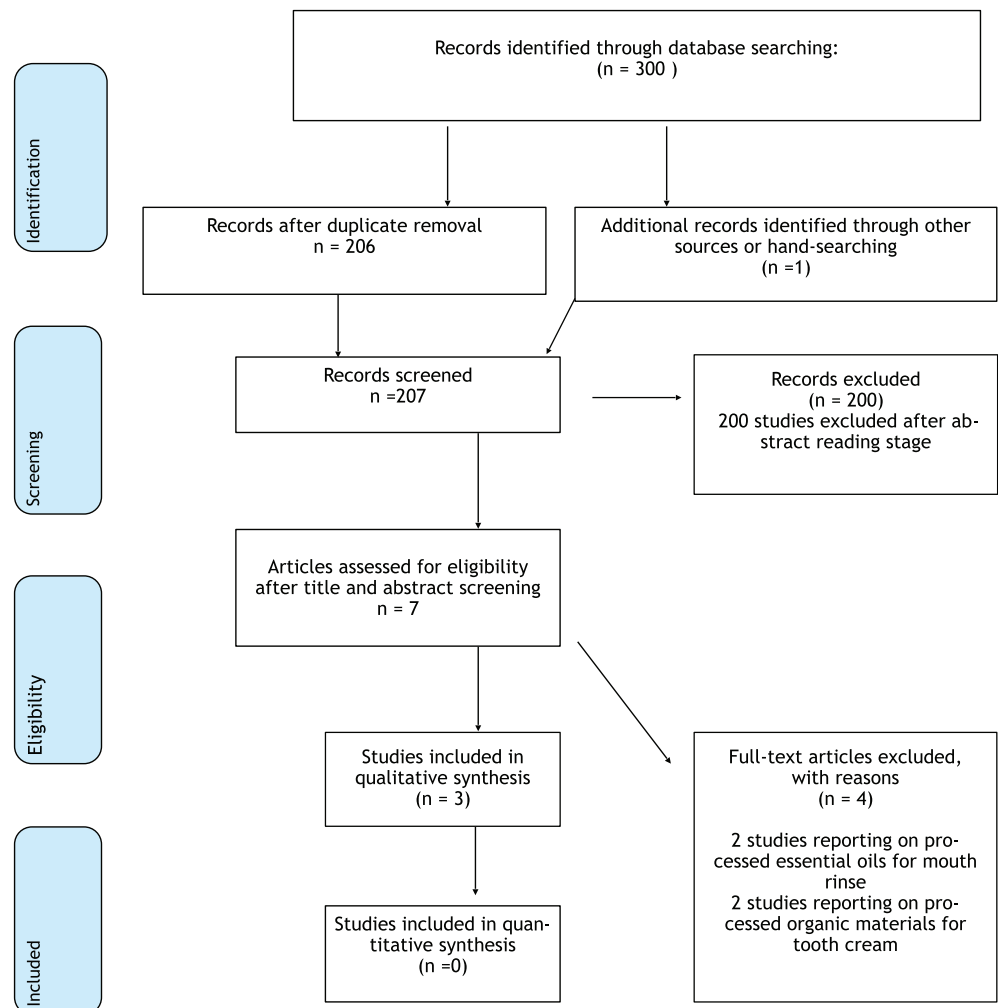 Records identified through database searching:
(n = 300 )
Identification
Records after duplicate removal
n = 206
Additional records identified through other
sources or hand-searching
(n =1)
Screening
Records screened
n =207
Records excluded
(n = 200)
200 studies excluded after ab-
stract reading stage
Eligibility
Articles assessed for eligibility
after title and abstract screening
n = 7
Studies included in
qualitative synthesis
(n = 3)
Full-text articles excluded,
with reasons
(n = 4)
2 studies reporting on pro-
cessed essential oils for mouth
rinse
2 studies reporting on pro-
cessed organic materials for
tooth cream
Included
Studies included in quan-
titative synthesis
(n =0)